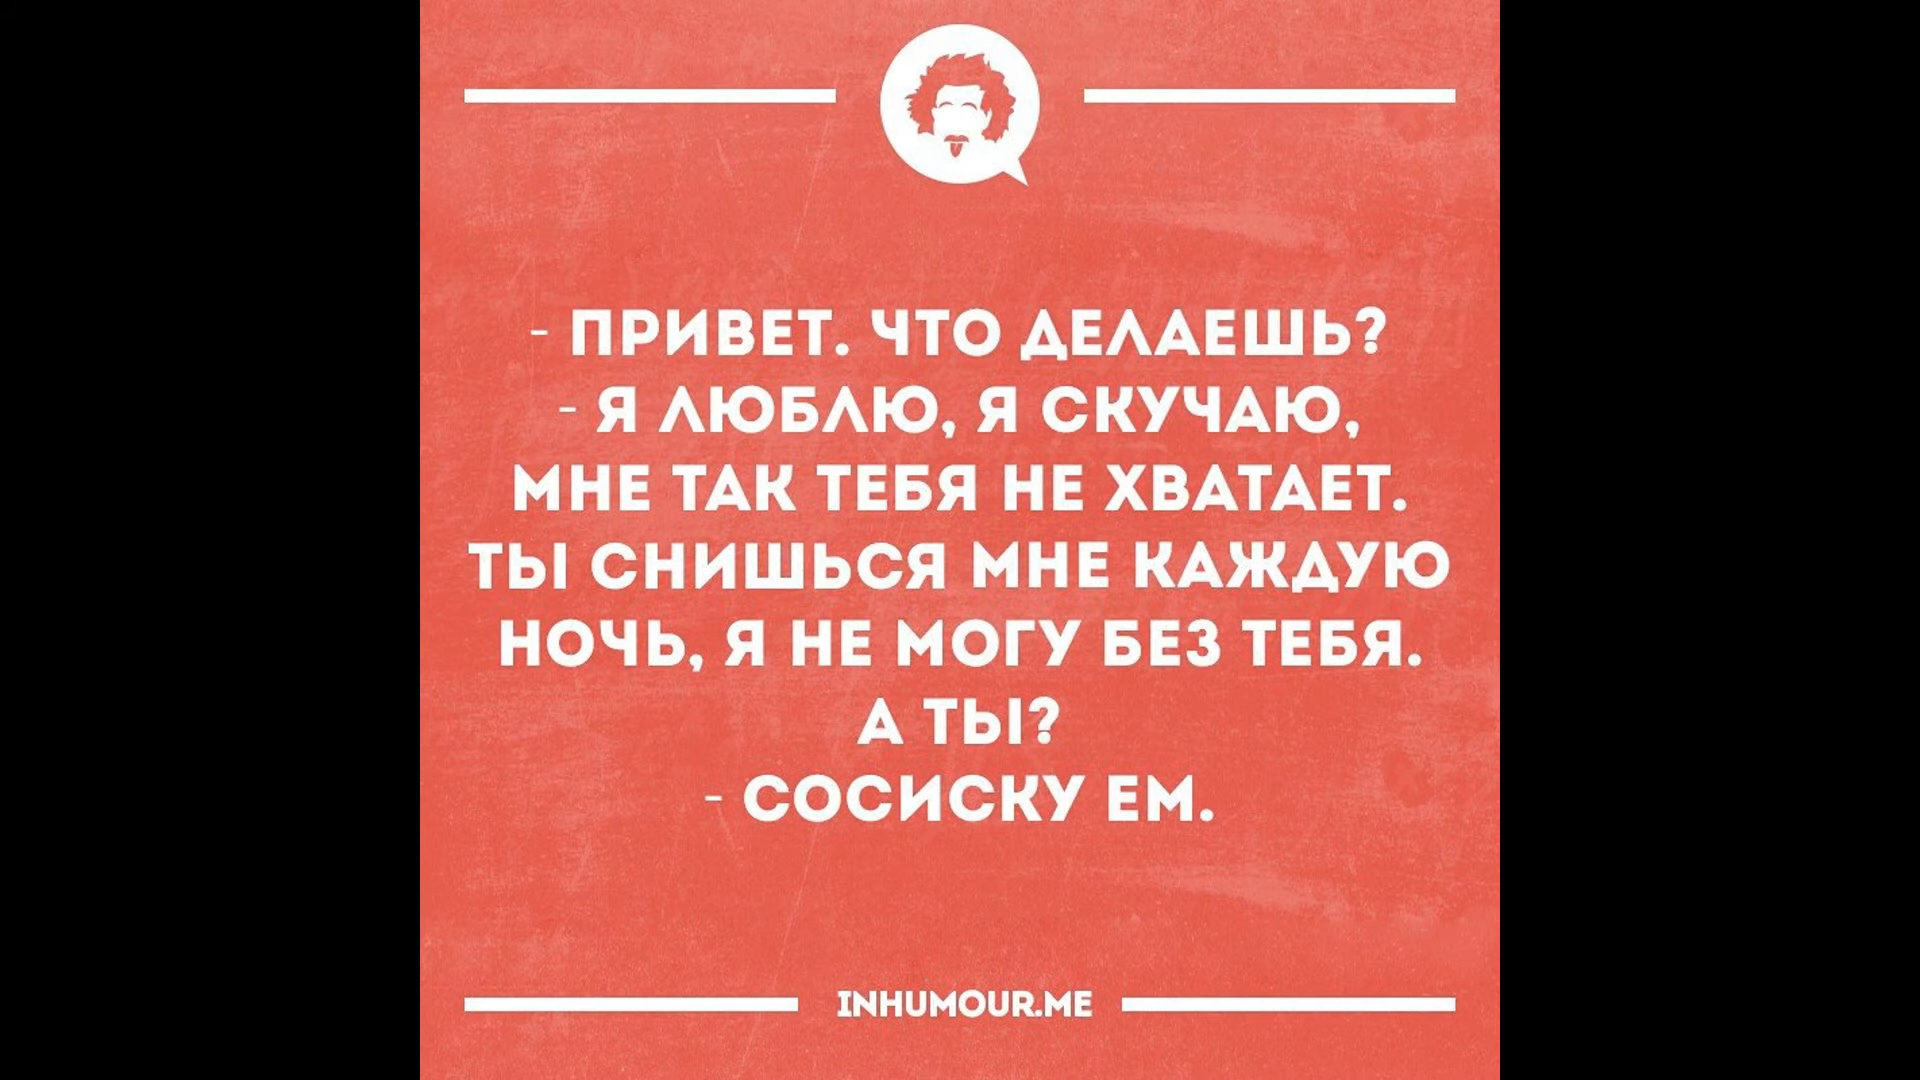 - ПРИВЕТ. ЧТО ДЕЛАЕШЬ?
- Я ЛЮБЛЮ, Я СКУЧАЮ,
МНЕ ТАК ТЕБЯ НЕ ХВАТАЕТ.
ТЫ СНИШЬСЯ МНЕ КАЖДУЮ
НОЧЬ, Я НЕ МОГУ БЕЗ ТЕБЯ.
А ТЫ?
- СОСИСКУ ЕМ.
INHUMOUR.ME